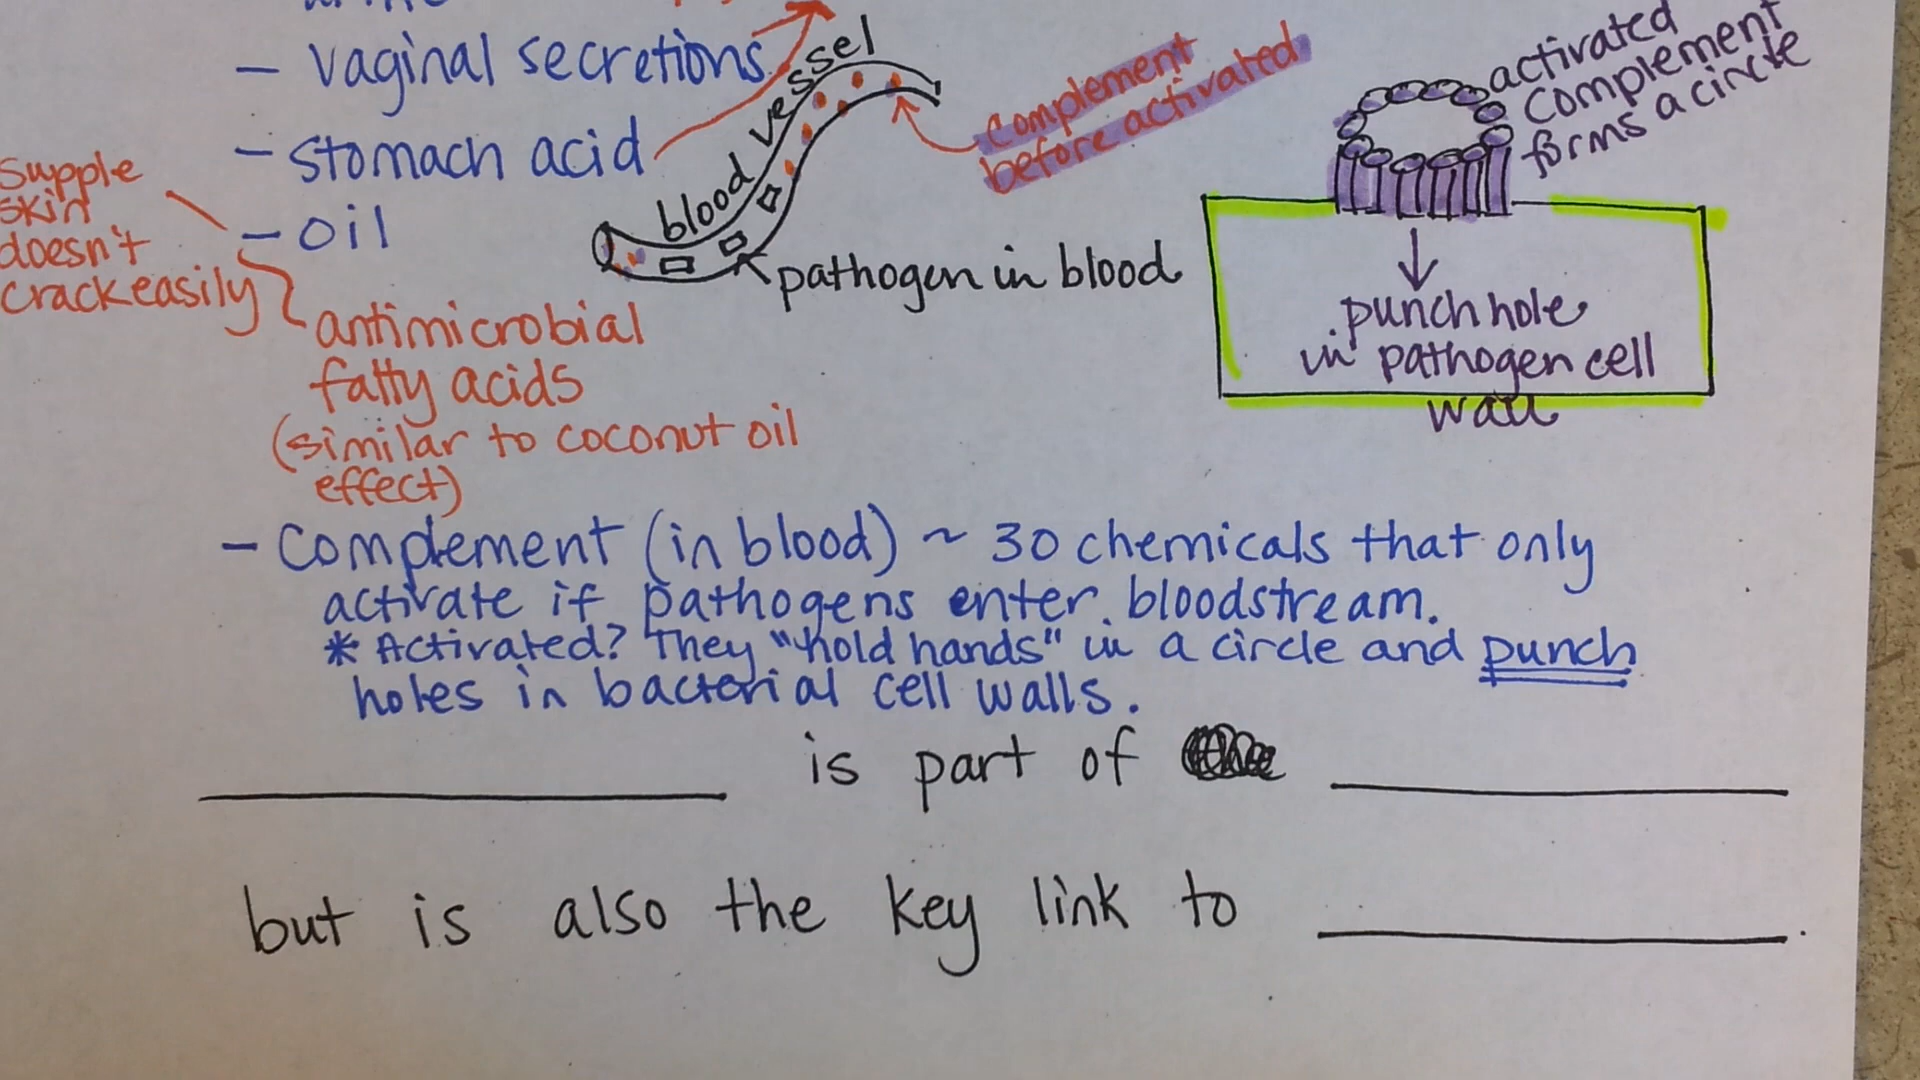 - vaginal secretions
- stomach acid
- oil
supple
skin
doesn't
crack easily
antimicrobial
fatty acids
(similar to coconut oil
effect)
blood vessel
complement
before activated
pathogen in blood
activated
complement
forms a circle
punch hole
in pathogen cell
wall
- Complement (in blood) ~ 30 chemicals that only
activate if pathogens enter bloodstream.
* Activated? They "hold hands" in a circle and punch
holes in bacterial cell walls.
is part of
but is also the key link to .